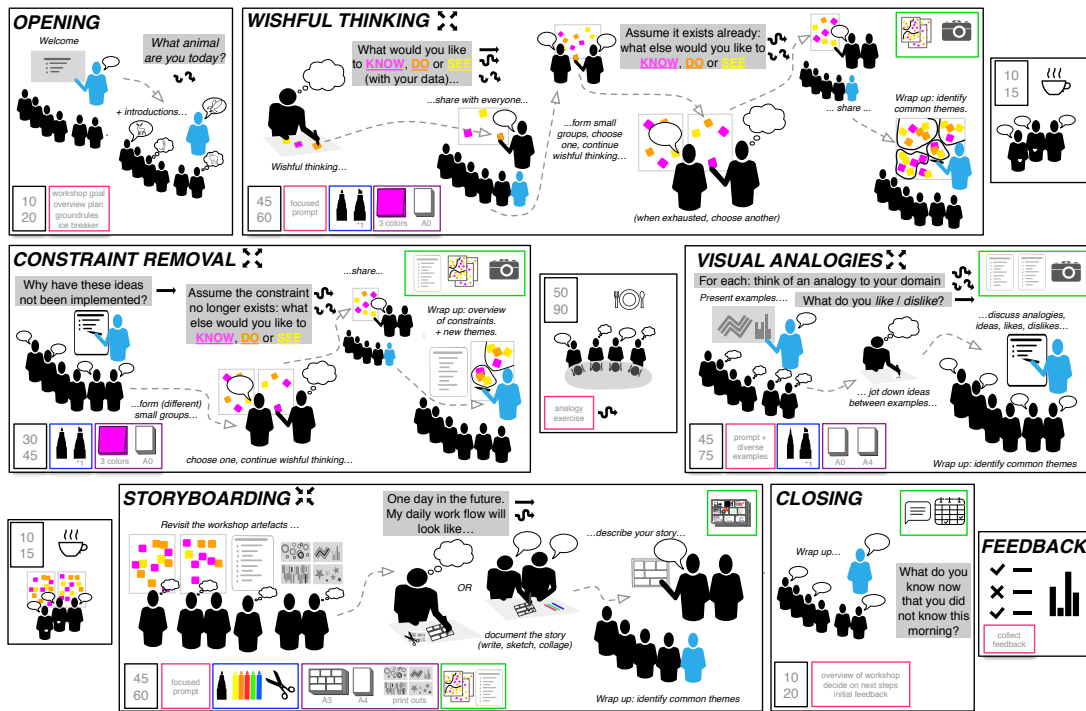 OPENING
Welcome
What animal
are you today?
+ introductions…
10
20
workshop goal
overview plan
groundrules
ice breaker
WISHFUL THINKING
What would you like
to KNOW, DO or SEE
(with your data)...
Wishful thinking…
...share with everyone...
...form small
groups, choose
one, continue
wishful thinking…
Assume it exists already:
what else would you like to
KNOW, DO or SEE
(when exhausted, choose another)
... share ...
Wrap up: identify
common themes.
45
60
focused
prompt
*1
3 colors
A0
10
15
CONSTRAINT REMOVAL
Why have these ideas
not been implemented?
Assume the constraint
no longer exists: what
else would you like to
KNOW, DO or SEE
...share...
Wrap up: overview
of constraints.
+ new themes.
...form (different)
small groups…
choose one, continue wishful thinking…
30
45
*1
3 colors
A0
50
90
analogy
exercise
VISUAL ANALOGIES
For each: think of an analogy to your domain
Present examples….
What do you like / dislike?
...discuss analogies,
ideas, likes, dislikes…
... jot down ideas
between examples…
45
75
prompt +
diverse
examples
*1
A0
A4
Wrap up: identify common themes
10
15
STORYBOARDING
Revisit the workshop artefacts …
One day in the future.
My daily work flow will
look like…
OR
document the story
(write, sketch, collage)
...describe your story…
Wrap up: identify common themes
45
60
focused
prompt
A3
A4
print outs
CLOSING
Wrap up…
What do you
know now
that you did
not know this
morning?
10
20
overview of workshop
decide on next steps
initial feedback
FEEDBACK
collect
feedback